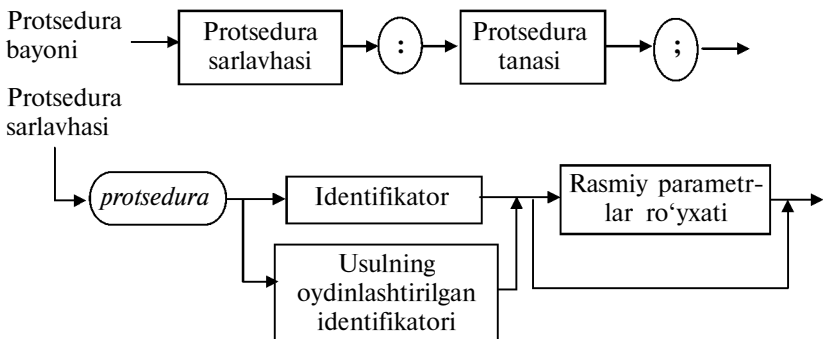 Protsedura
bayoni
Protsedura
sarlavhasi
:
Protsedura
tanasi
;
Protsedura
sarlavhasi
protsedura
Identifikator
Rasmiy parametr-
lar ro‘yxati
Usulning
oydinlashtirilgan
identifikatori